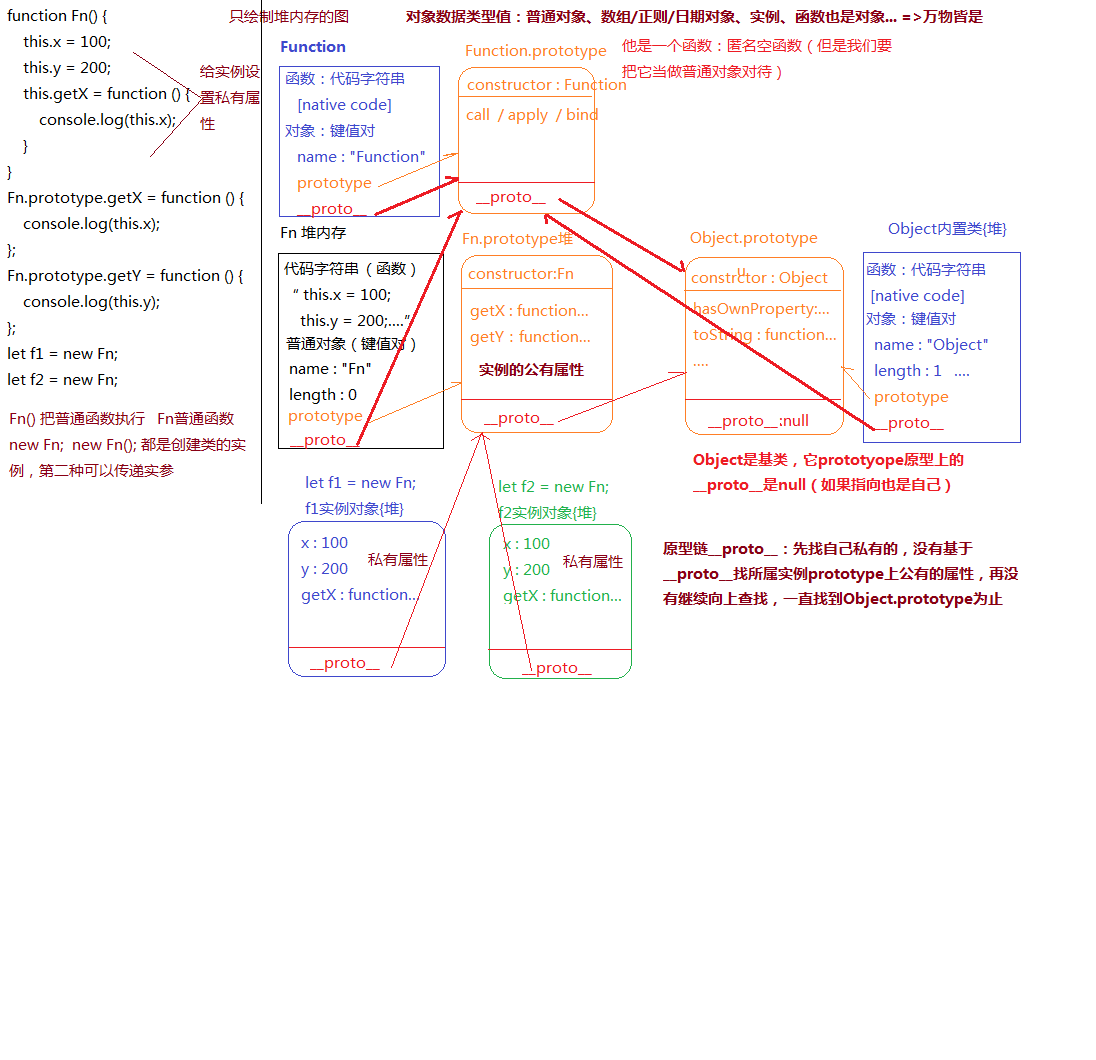 function Fn() {
this.x = 100;
this.y = 200;
this.getX = function () {
console.log(this.x);
}
}
Fn.prototype.getX = function () {
console.log(this.x);
};
Fn.prototype.getY = function () {
console.log(this.y);
};
let f1 = new Fn;
let f2 = new Fn;
给实例设
置私有属
性
Fn() 把普通函数执行 Fn普通函数
new Fn; new Fn(); 都是创建类的实
例，第二种可以传递实参
只绘制堆内存的图
对象数据类型值：普通对象、数组/正则/日期对象、实例、函数也是对象... =>万物皆是
Function
函数：代码字符串
[native code]
对象：键值对
name : "Function"
prototype
__proto__
Function.prototype
constructor : Function
call / apply / bind
__proto__
他是一个函数：匿名空函数（但是我们要
把它当做普通对象对待）
Fn 堆内存
代码字符串（函数）
“ this.x = 100;
this.y = 200;....”
普通对象（键值对）
name : "Fn"
length : 0
prototype
__proto__
Fn.prototype堆
constructor:Fn
getX : function...
getY : function...
实例的公有属性
__proto__
Object.prototype
constructor : Object
hasOwnProperty:...
toString : function...
....
__proto__:null
Object内置类{堆}
函数：代码字符串
[native code]
对象：键值对
name : "Object"
length : 1 ....
prototype
__proto__
Object是基类，它prototyope原型上的
__proto__是null（如果指向也是自己）
let f1 = new Fn;
f1实例对象{堆}
x : 100
私有属性
y : 200
getX : function...
__proto__
let f2 = new Fn;
f2实例对象{堆}
x : 100
私有属性
y : 200
getX : function...
__proto__
原型链__proto__：先找自己私有的，没有基于
__proto__找所属实例prototype上公有的属性，再没
有继续向上查找，一直找到Object.prototype为止